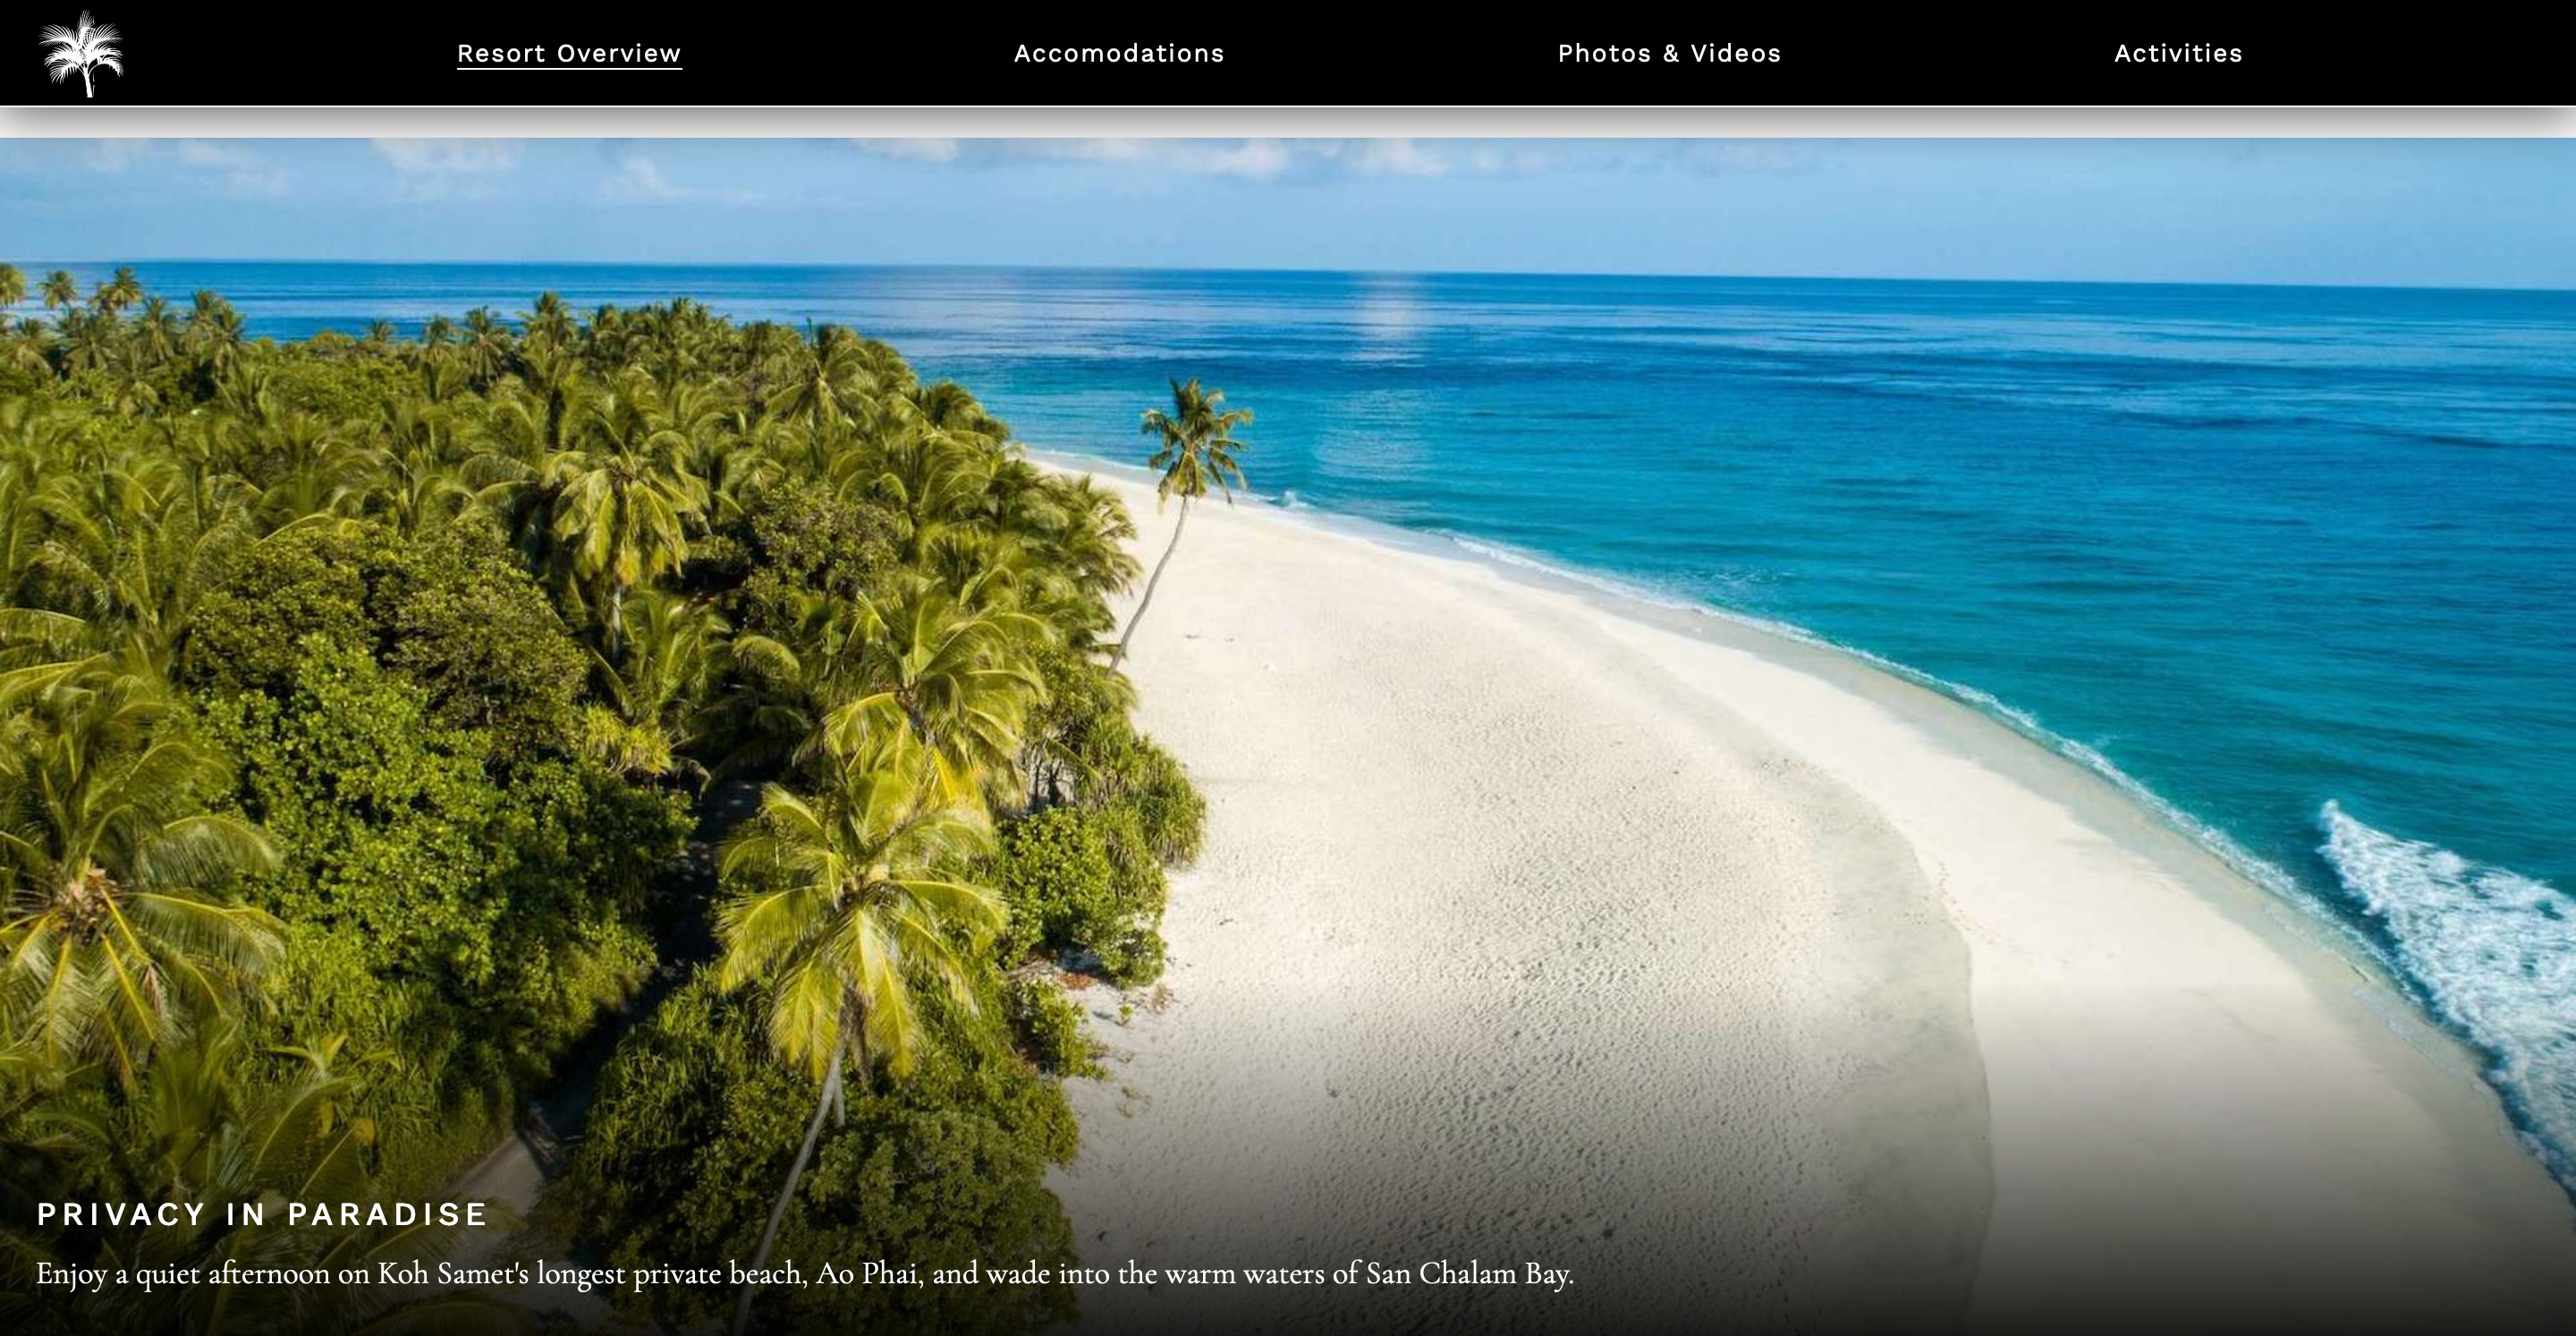 Resort Overview
Accomodations
Photos & Videos
Activities
PRIVACY IN PARADISE
Enjoy a quiet afternoon on Koh Samet's longest private beach, Ao Phai, and wade into the warm waters of San Chalam Bay.